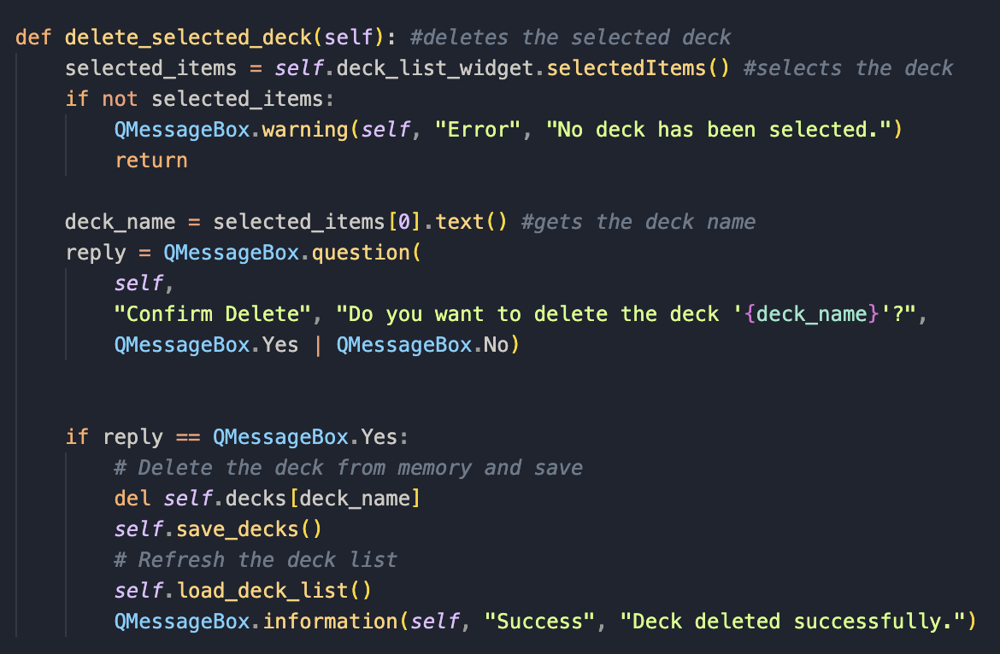 def delete_selected_deck(self): #deletes the selected deck
    selected_items = self.deck_list_widget.selectedItems() #selects the deck
    if not selected_items:
        QMessageBox.warning(self, "Error", "No deck has been selected.")
        return

    deck_name = selected_items[0].text() #gets the deck name
    reply = QMessageBox.question(
        self,
        "Confirm Delete", "Do you want to delete the deck '{deck_name}'?",
        QMessageBox.Yes | QMessageBox.No)


    if reply == QMessageBox.Yes:
        # Delete the deck from memory and save
        del self.decks[deck_name]
        self.save_decks()
        # Refresh the deck list
        self.load_deck_list()
        QMessageBox.information(self, "Success", "Deck deleted successfully.")